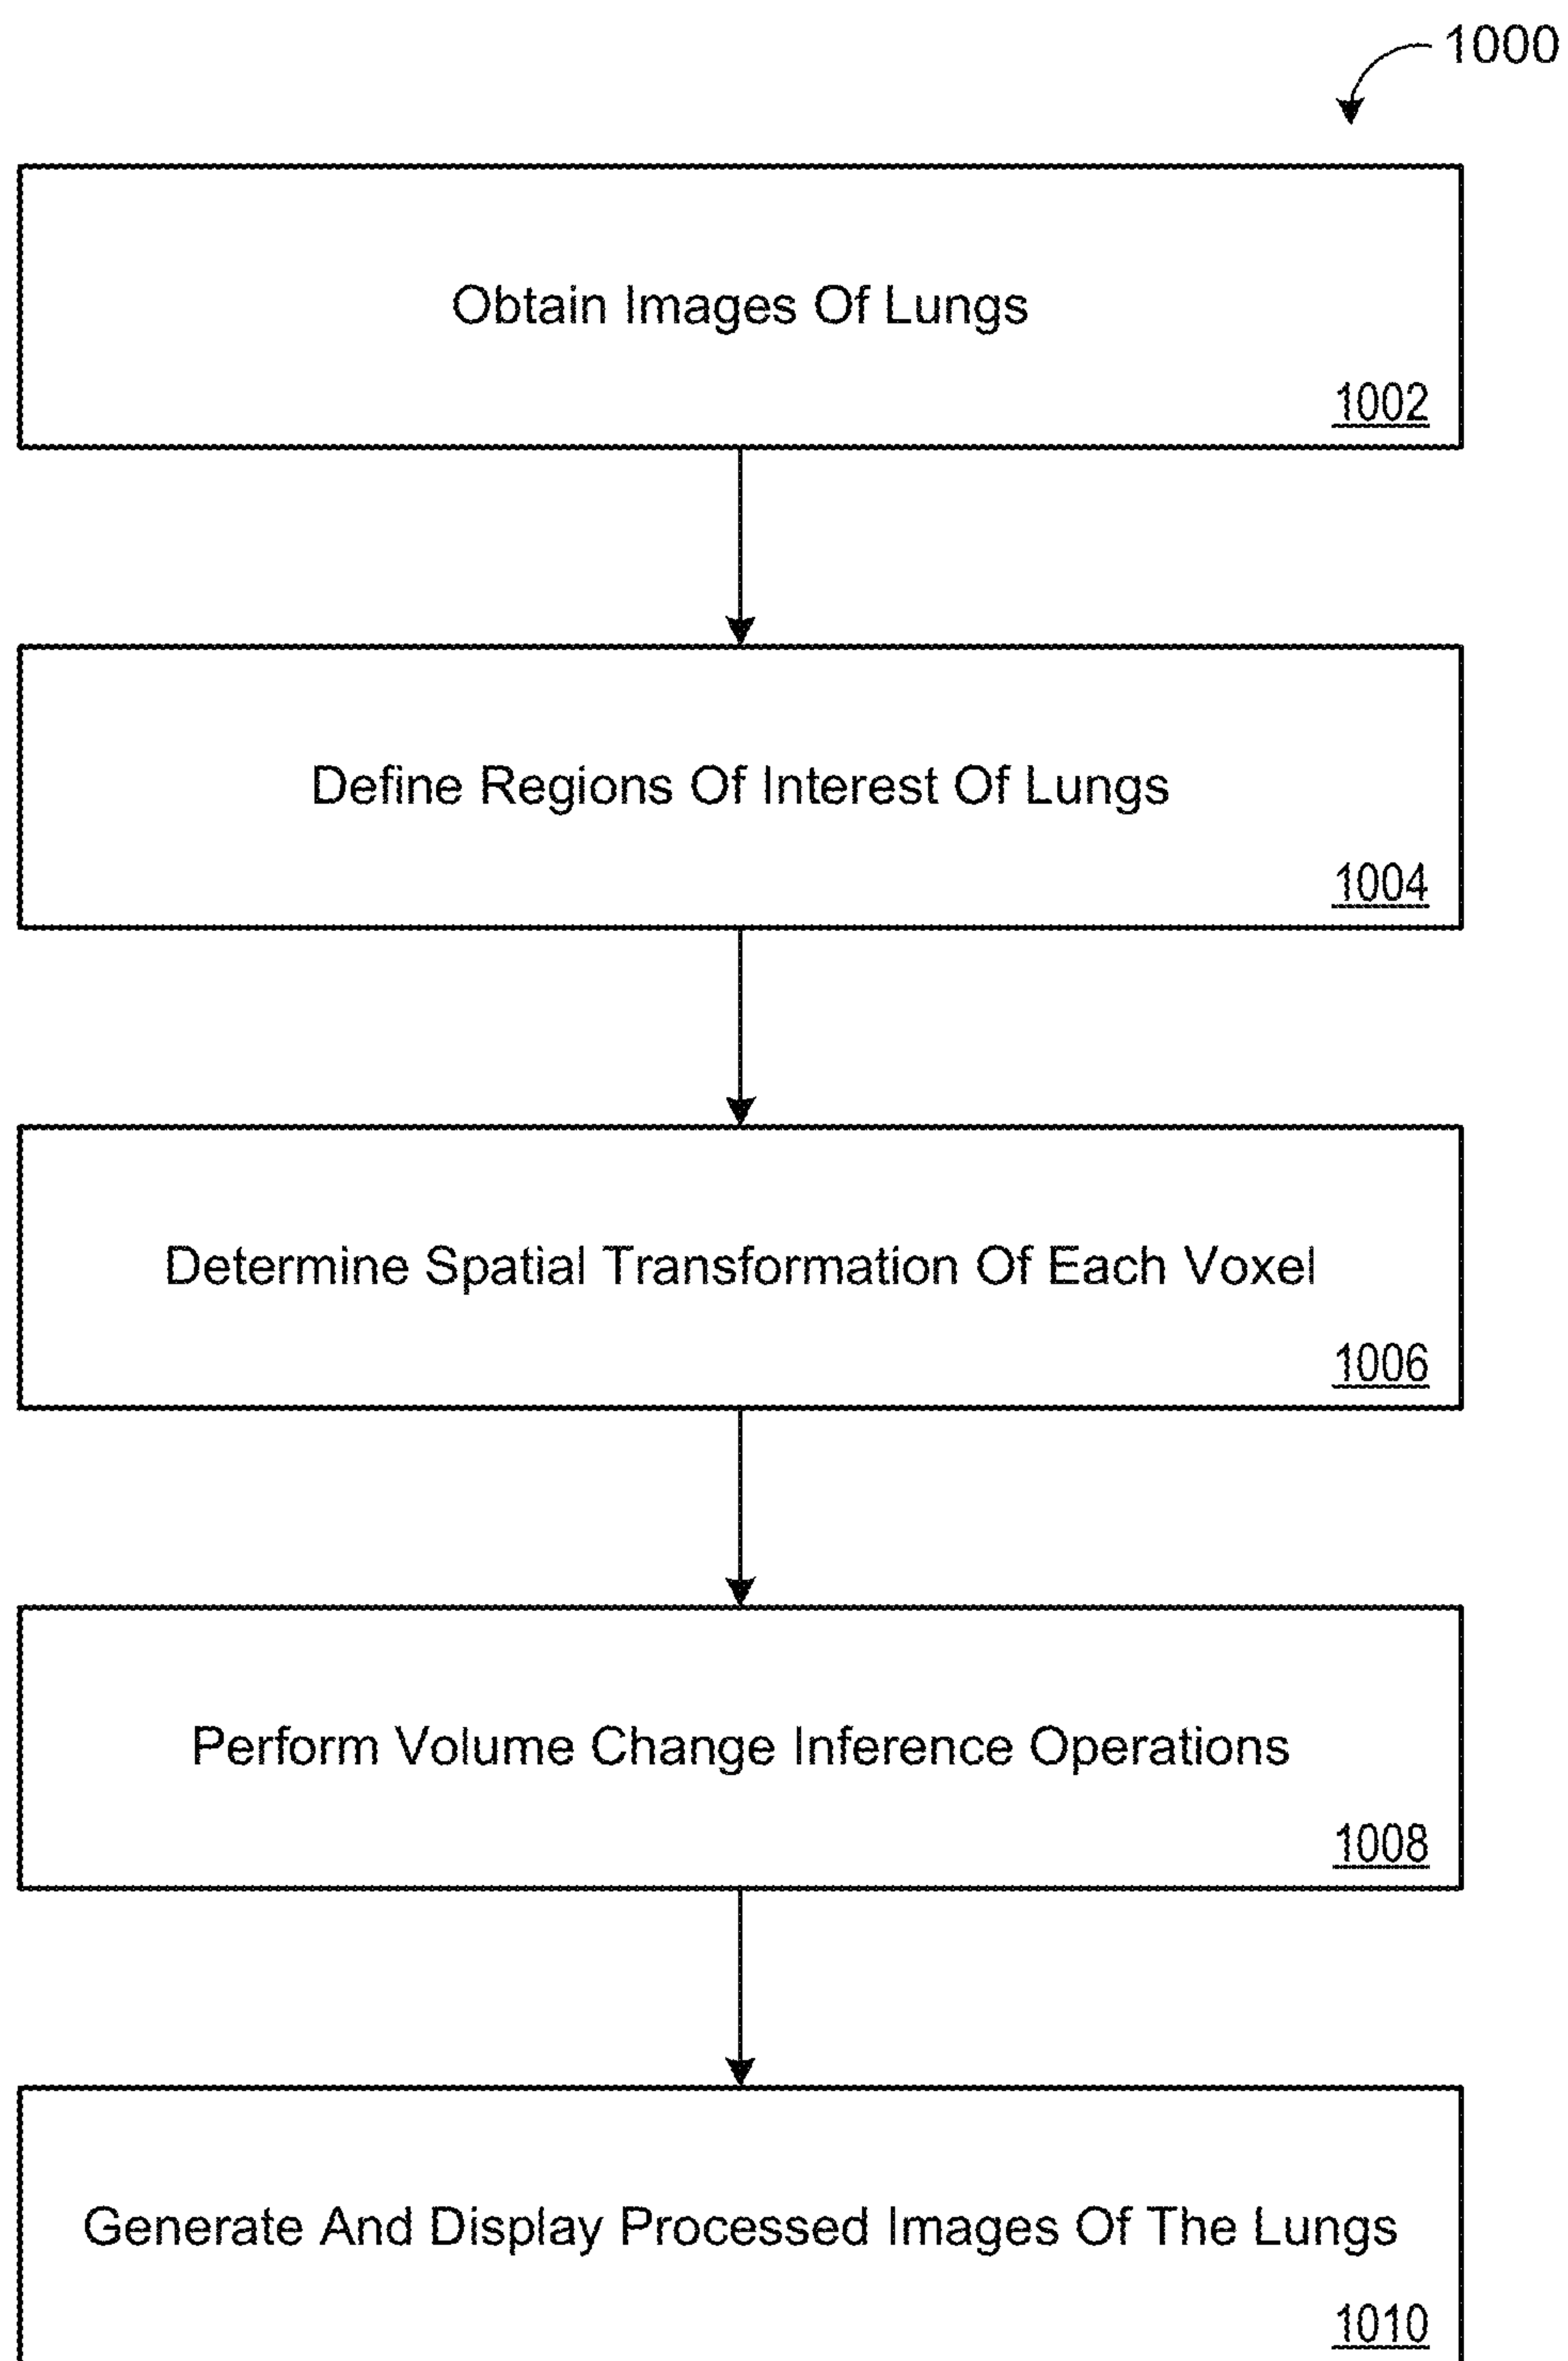 1000
Obtain Images Of Lungs
1002
Define Regions Of Interest Of Lungs
1004
Determine Spatial Transformation Of Each Voxel
1006
Perform Volume Change Inference Operations
1008
Generate And Display Processed Images Of The Lungs
1010